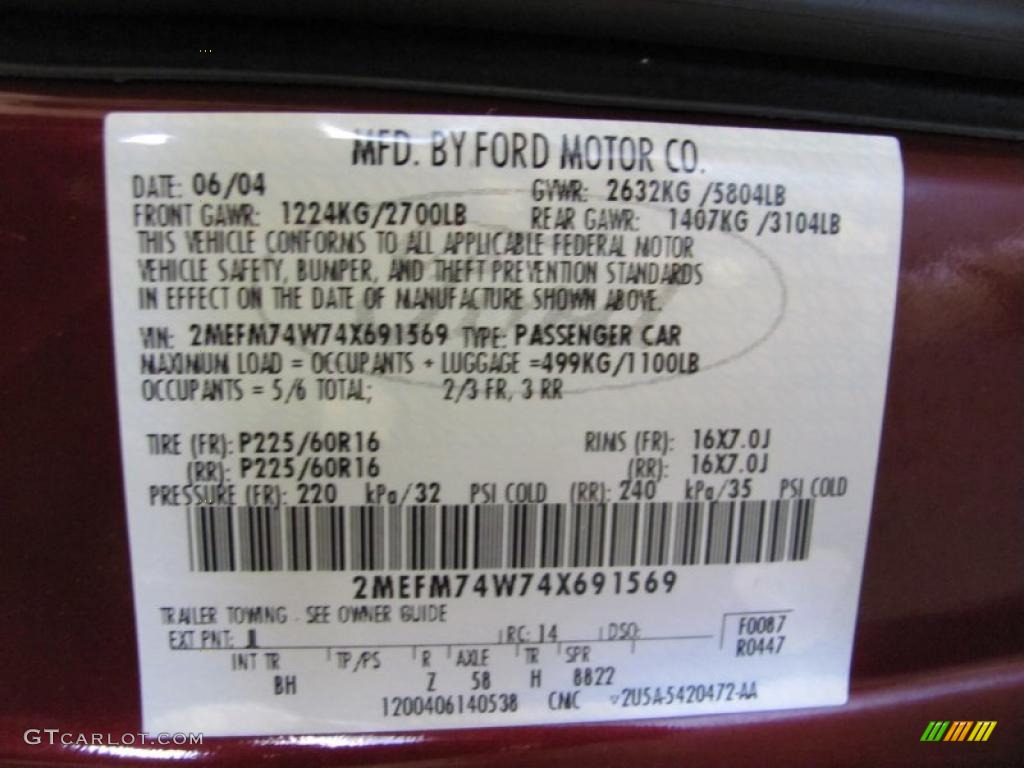 MFD. BY FORD MOTOR CO.
DATE: 06/04 GVWR: 2632KG /5804LB
FRONT GAWR: 1224KG/2700LB REAR GAWR: 1407KG /3104LB
THIS VEHICLE CONFORMS TO ALL APPLICABLE FEDERAL MOTOR
VEHICLE SAFETY, BUMPER, AND THEFT PREVENTION STANDARDS
IN EFFECT ON THE DATE OF MANUFACTURE SHOWN ABOVE.
VIN: 2MEFM74W74X691569 TYPE: PASSENGER CAR
MAXIMUM LOAD = OCCUPANTS + LUGGAGE =499KG/1100LB
OCCUPANTS = 5/6 TOTAL; 2/3 FR, 3 RR
TIRE (FR): P225/60R16 RIMS (FR): 16X7.0J
(RR): P225/60R16 (RR): 16X7.0J
PRESSURE (FR): 220 kPa/32 PSI COLD (RR): 240 kPa/35 PSI COLD
2MEFM74W74X691569
TRAILER TOWING - SEE OWNER GUIDE
EXT PNT: RC: 14 DSO: F0087
R0447
INT TR TP/PS R AXLE TR SPR
BH Z 58 H 8822
1200406140538 CMC 2U5A-5420472-AA
GTCARLOT.COM